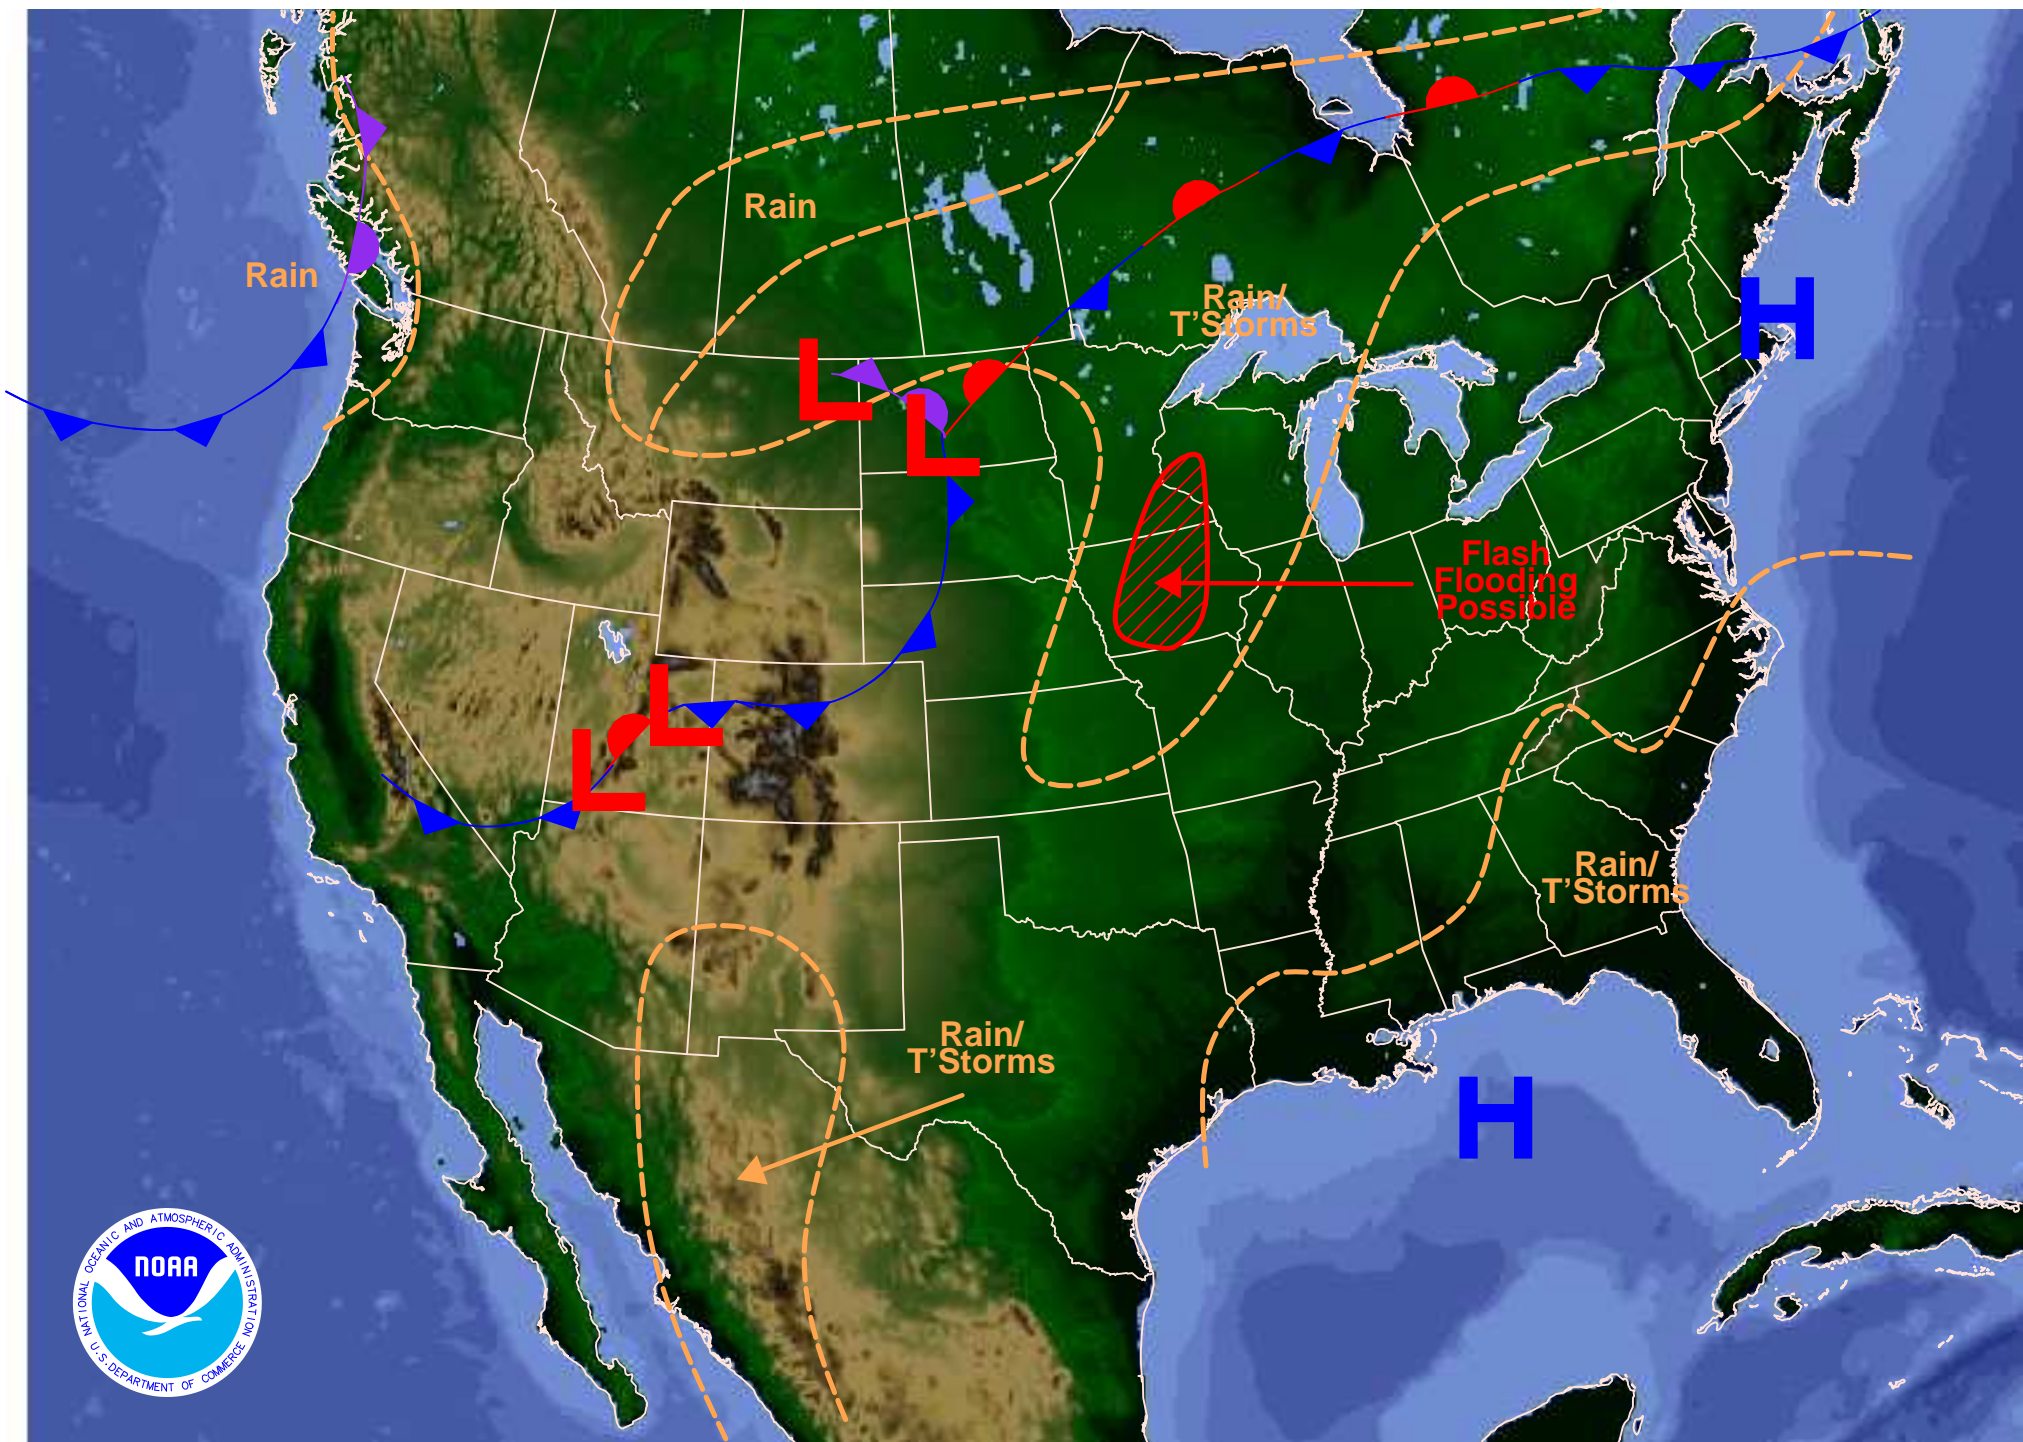 Rain
Rain
Rain/
T'Storms
H
L
L
Flash
Flooding
Possible
L
L
Rain/
T'Storms
Rain/
T'Storms
H
NATIONAL OCEANIC AND ATMOSPHERIC ADMINISTRATION
NOAA
U.S. DEPARTMENT OF COMMERCE